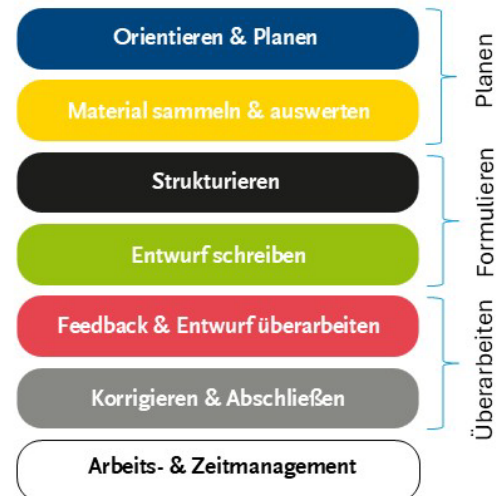 Orientieren & Planen
Material sammeln & auswerten
Planen
Strukturieren
Entwurf schreiben
Formulieren
Feedback & Entwurf überarbeiten
Korrigieren & Abschließen
Überarbeiten
Arbeits- & Zeitmanagement